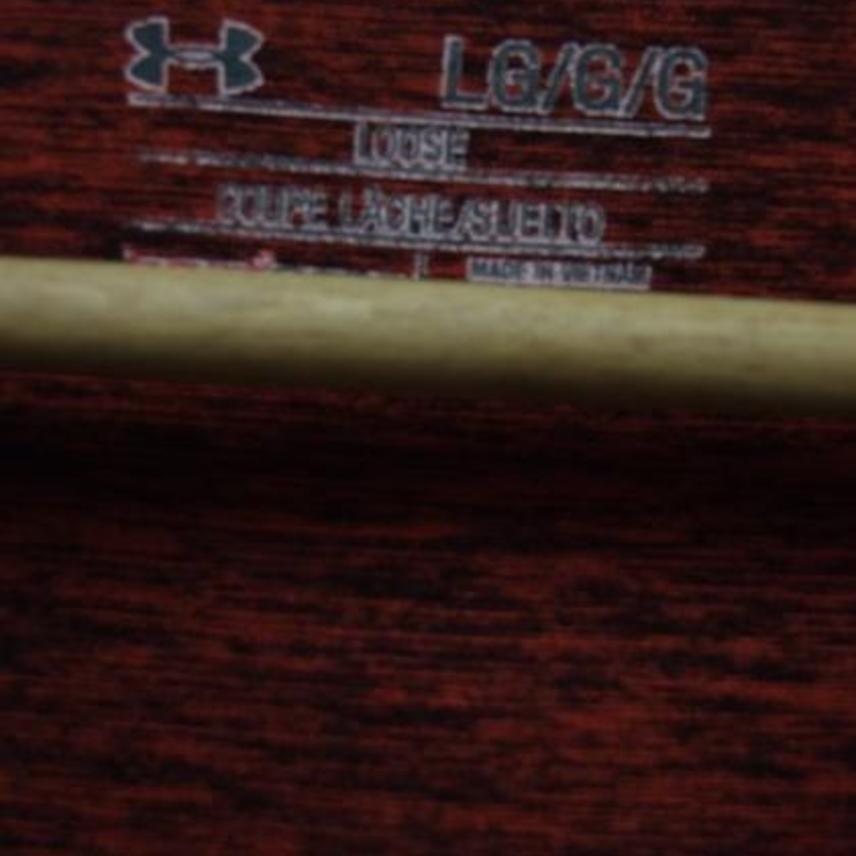 LG/G/G
LOOSE
COUPE LÂCHE/SUELTO
MADE IN VIETNAM